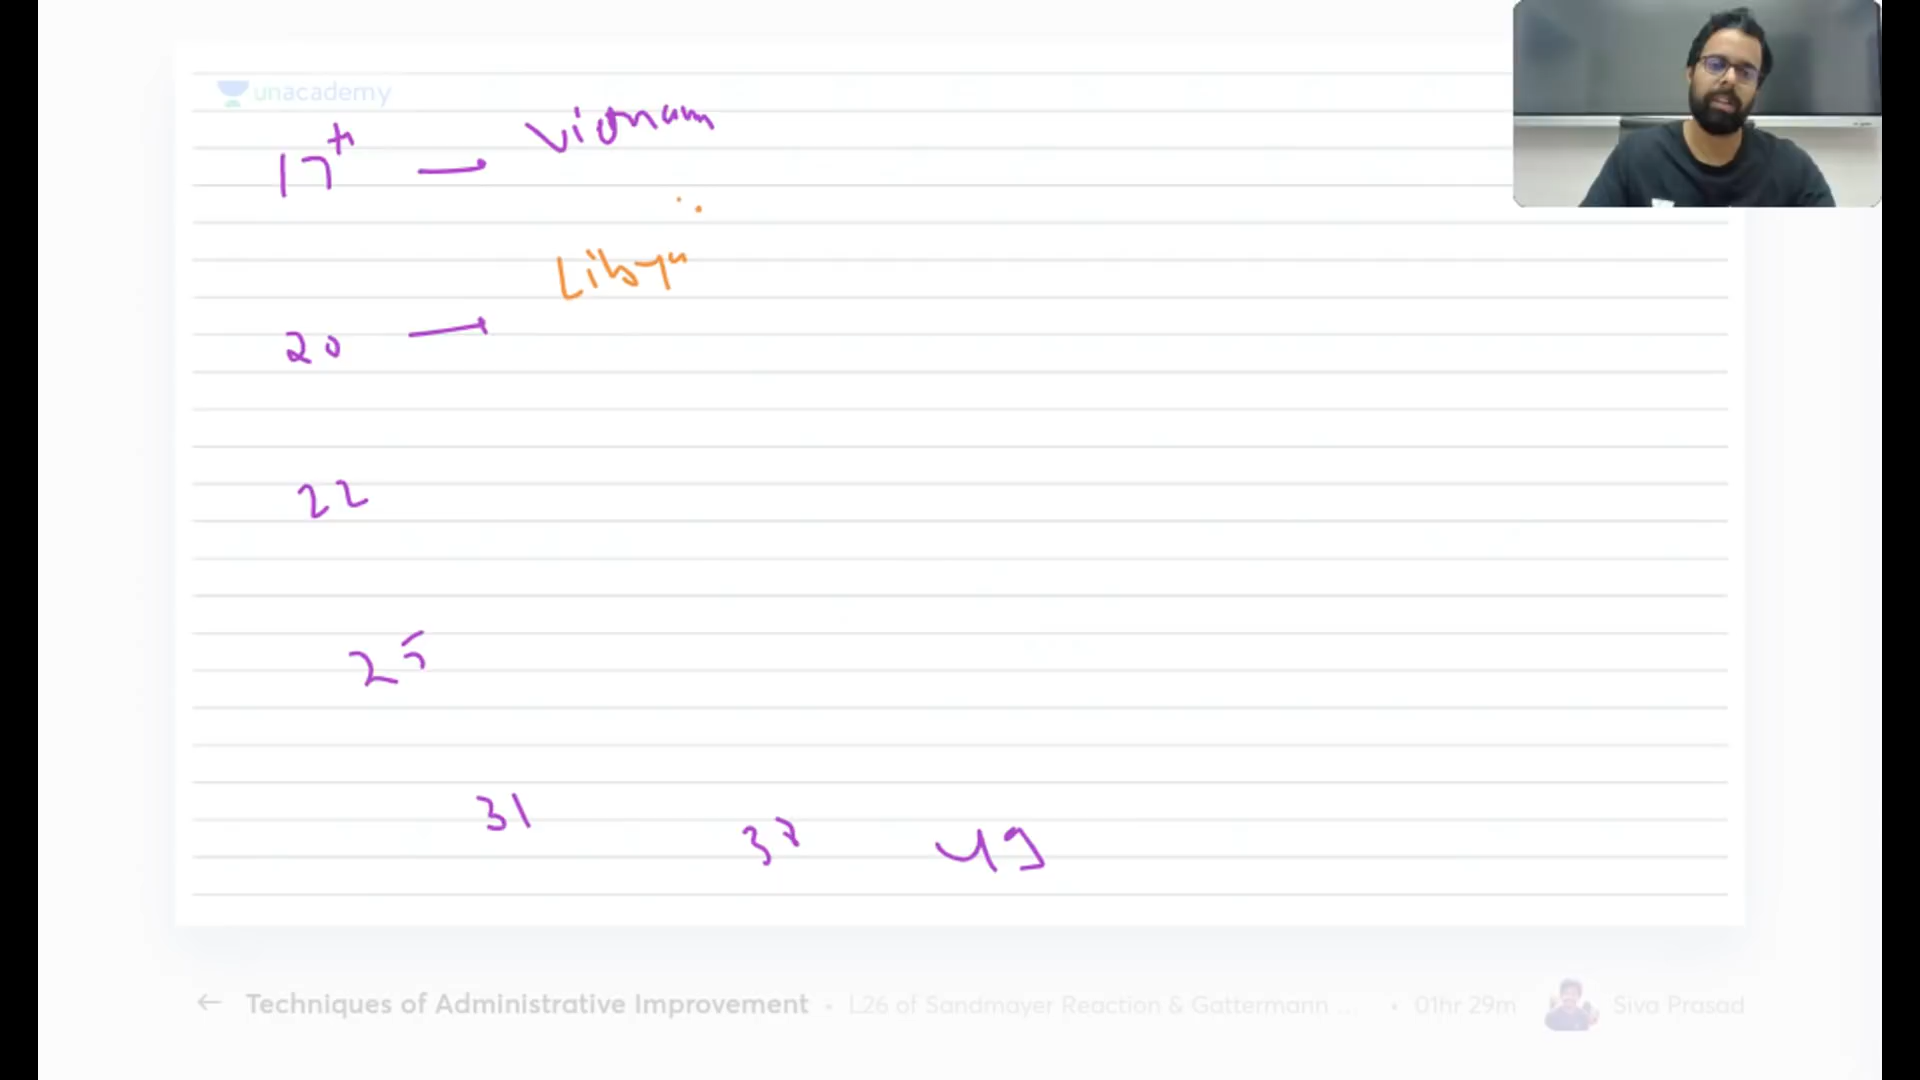 unacademy
17th → Vietnam
Libya
20 →
22
25
31 38 49
← Techniques of Administrative Improvement • L26 of Sandmayer Reaction & Gattermann ... • 01hr 29m Siva Prasad